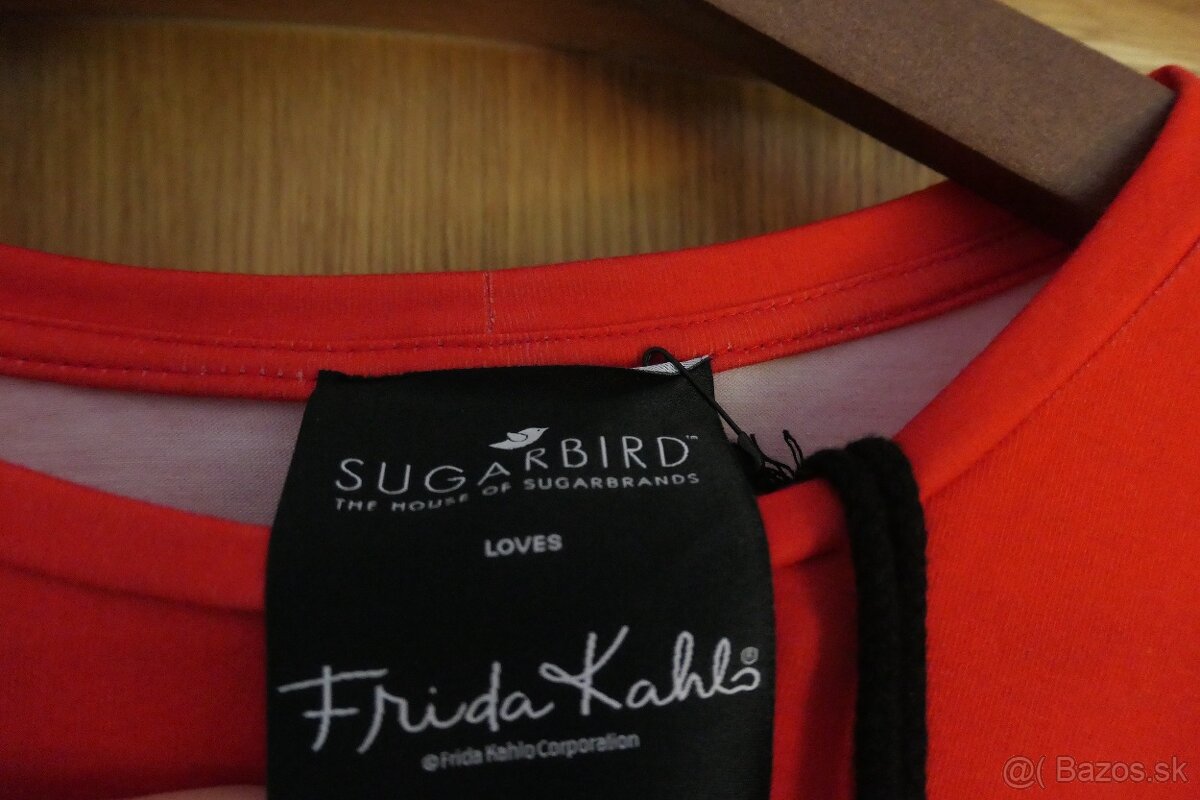 SUGARBIRD™
THE HOUSE OF SUGARBRANDS
LOVES
Frida Kahlo
© Frida Kahlo Corporation
@( Bazos.sk